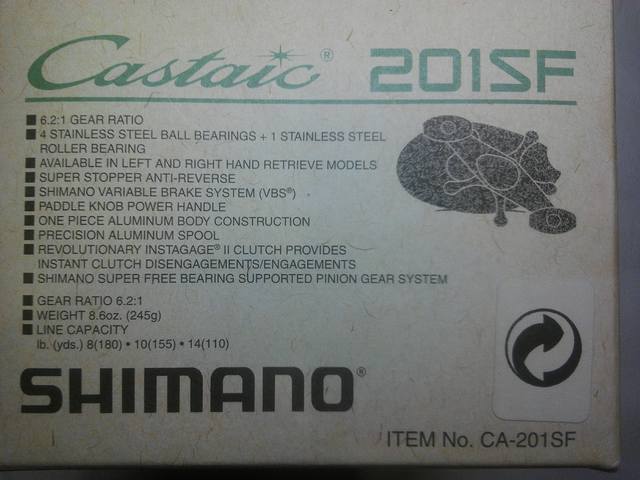 Castaic® 201SF
■ 6.2:1 GEAR RATIO
■ 4 STAINLESS STEEL BALL BEARINGS + 1 STAINLESS STEEL
ROLLER BEARING
■ AVAILABLE IN LEFT AND RIGHT HAND RETRIEVE MODELS
■ SUPER STOPPER ANTI-REVERSE
■ SHIMANO VARIABLE BRAKE SYSTEM (VBS®)
■ PADDLE KNOB POWER HANDLE
■ ONE PIECE ALUMINUM BODY CONSTRUCTION
■ PRECISION ALUMINUM SPOOL
■ REVOLUTIONARY INSTAGAGE® II CLUTCH PROVIDES
INSTANT CLUTCH DISENGAGEMENTS/ENGAGEMENTS
■ SHIMANO SUPER FREE BEARING SUPPORTED PINION GEAR SYSTEM
■ GEAR RATIO 6.2:1
■ WEIGHT 8.6oz. (245g)
■ LINE CAPACITY
lb. (yds.) 8(180) • 10(155) • 14(110)
SHIMANO®
ITEM No. CA-201SF